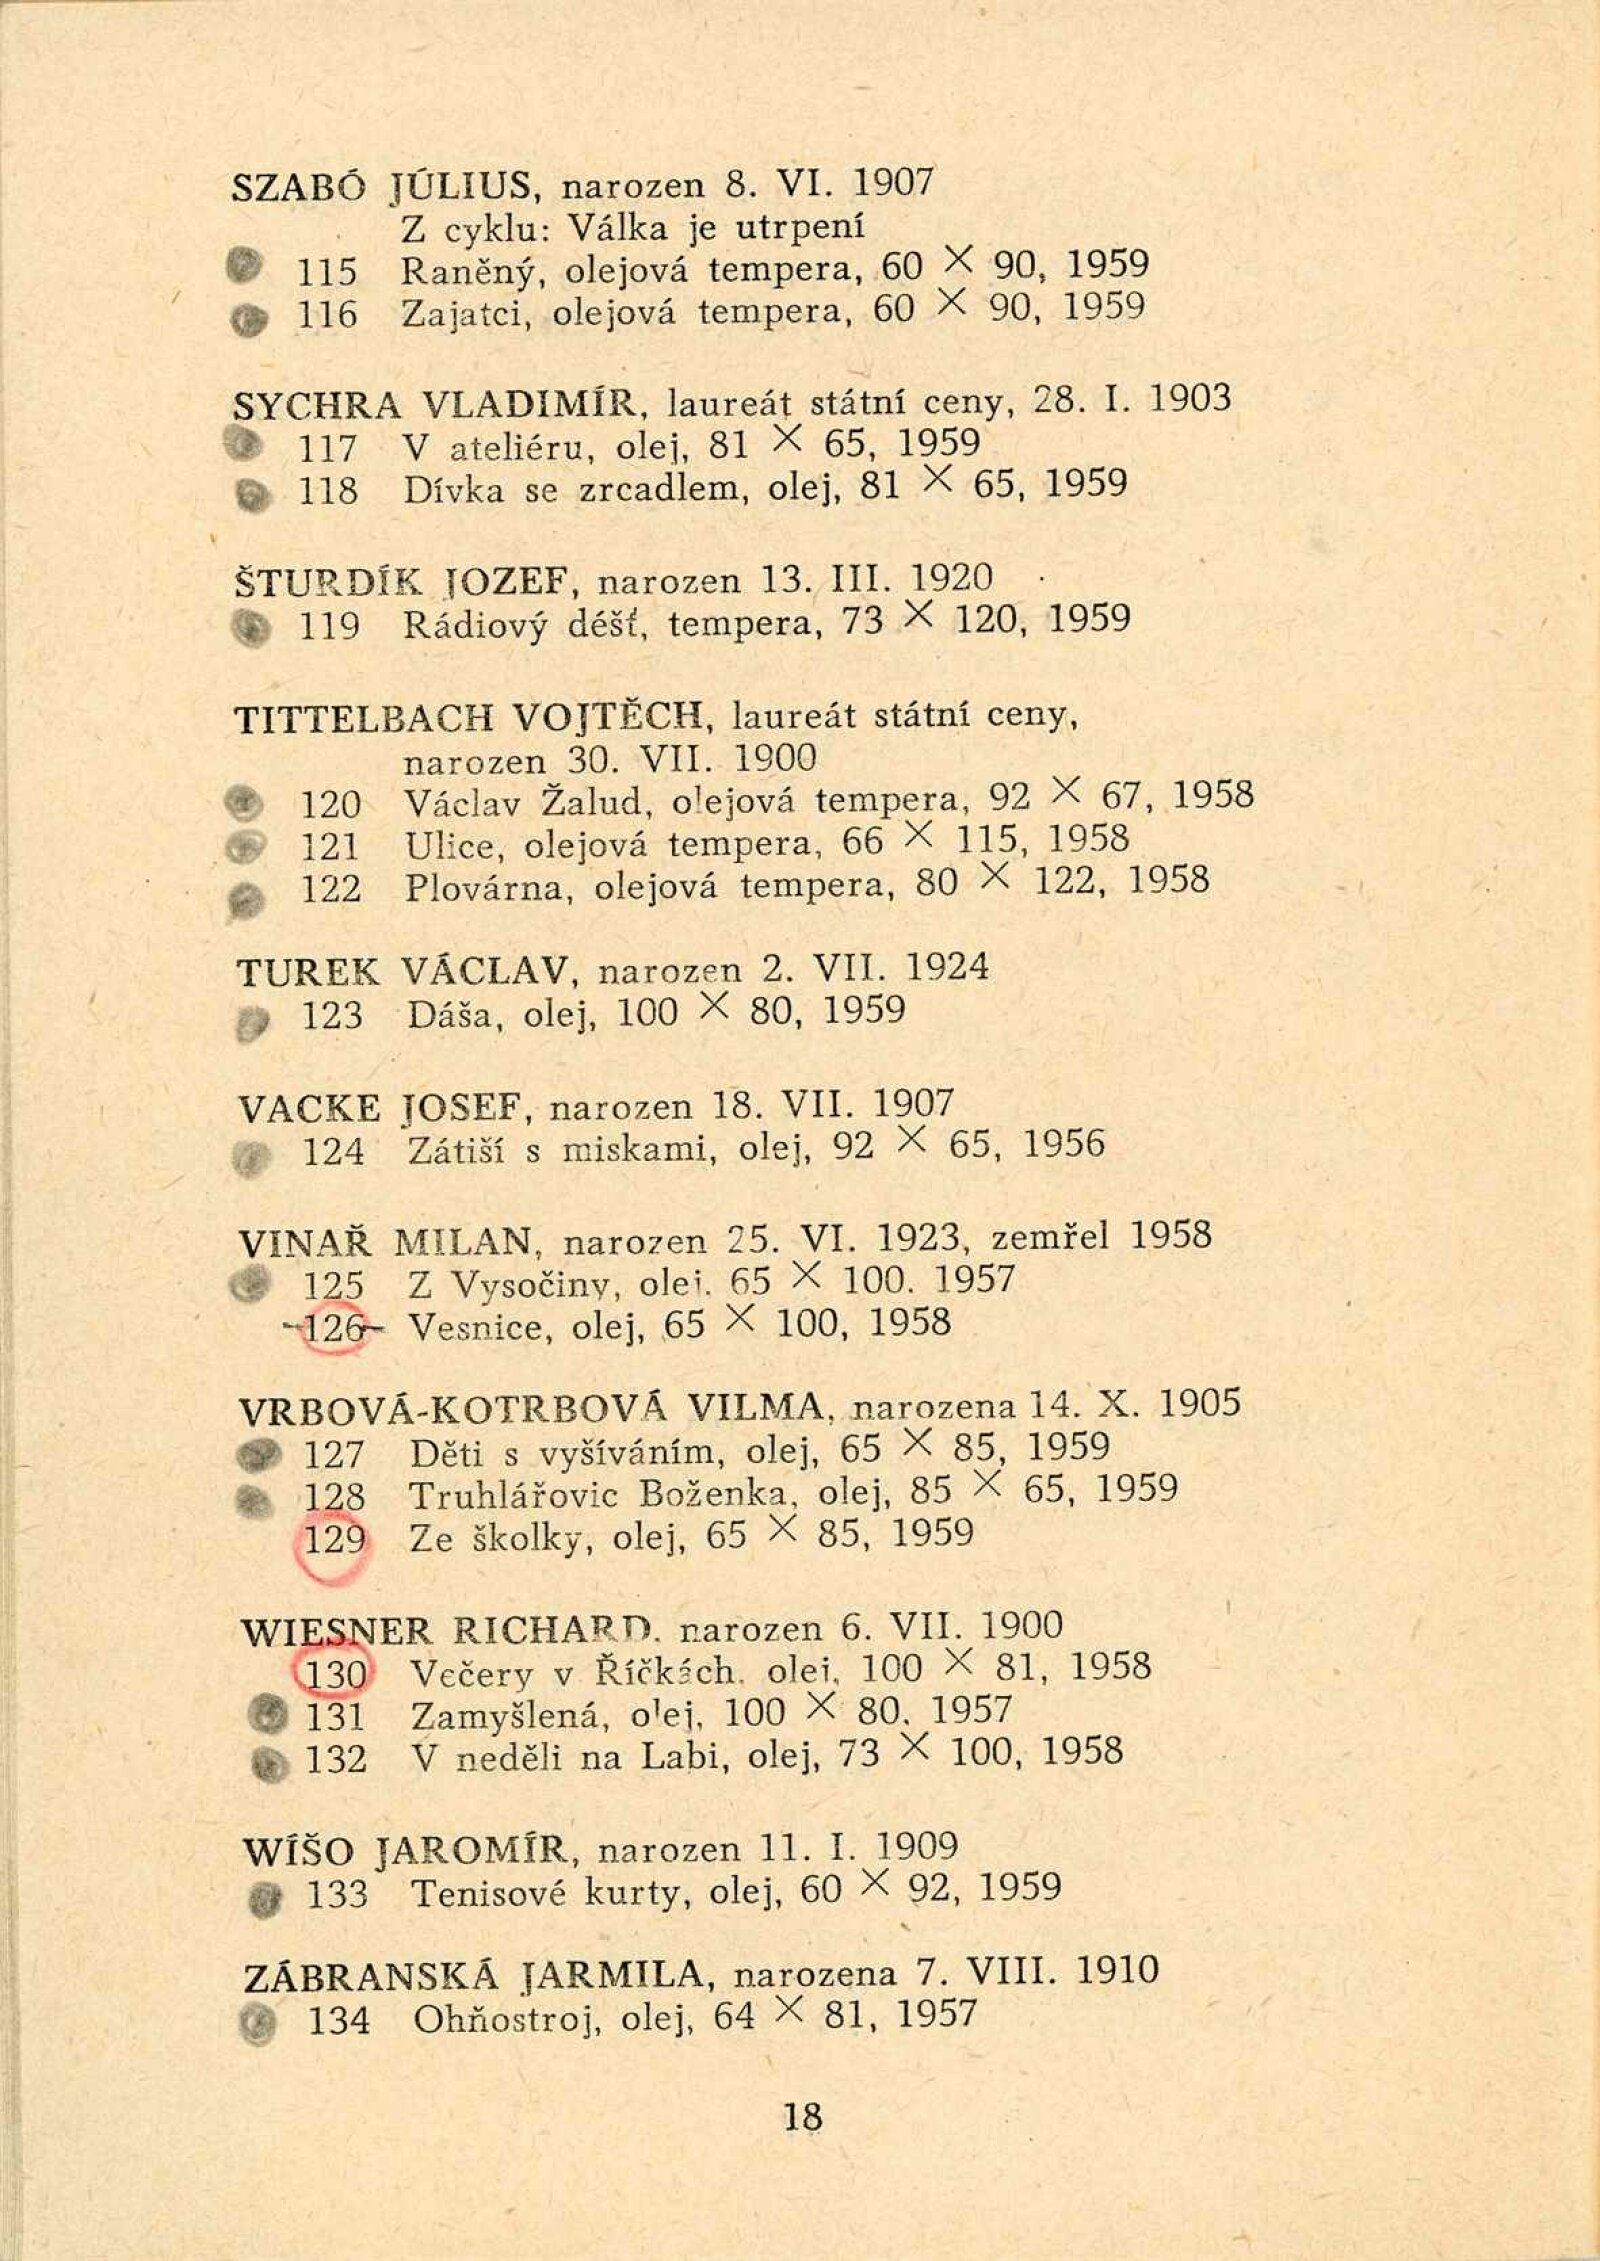 SZABÓ JÚLIUS, narozen 8. VI. 1907
Z cyklu: Válka je utrpení
115 Raněný, olejová tempera, 60 × 90, 1959
116 Zajatci, olejová tempera, 60 × 90, 1959
SYCHRA VLADIMÍR, laureát státní ceny, 28. I. 1903
117 V ateliéru, olej, 81 × 65, 1959
118 Dívka se zrcadlem, olej, 81 × 65, 1959
ŠTURDÍK JOZEF, narozen 13. III. 1920
119 Rádiový déšť, tempera, 73 × 120, 1959
TITTELBACH VOJTĚCH, laureát státní ceny,
narozen 30. VII. 1900
120 Václav Žalud, olejová tempera, 92 × 67, 1958
121 Ulice, olejová tempera, 66 × 115, 1958
122 Plovárna, olejová tempera, 80 × 122, 1958
TUREK VÁCLAV, narozen 2. VII. 1924
123 Dáša, olej, 100 × 80, 1959
VACKE JOSEF, narozen 18. VII. 1907
124 Zátiší s miskami, olej, 92 × 65, 1956
VINAŘ MILAN, narozen 25. VI. 1923, zemřel 1958
125 Z Vysočiny, olej. 65 × 100. 1957
126 Vesnice, olej, 65 × 100, 1958
VRBOVÁ-KOTRBOVÁ VILMA, narozena 14. X. 1905
127 Děti s vyšíváním, olej, 65 × 85, 1959
128 Truhlářovic Boženka, olej, 85 × 65, 1959
129 Ze školky, olej, 65 × 85, 1959
WIESNER RICHARD. narozen 6. VII. 1900
130 Večery v Říčkách. olej, 100 × 81, 1958
131 Zamyšlená, olej, 100 × 80. 1957
132 V neděli na Labi, olej, 73 × 100, 1958
WÍŠO JAROMÍR, narozen 11. I. 1909
133 Tenisové kurty, olej, 60 × 92, 1959
ZÁBRANSKÁ JARMILA, narozena 7. VIII. 1910
134 Ohňostroj, olej, 64 × 81, 1957
18